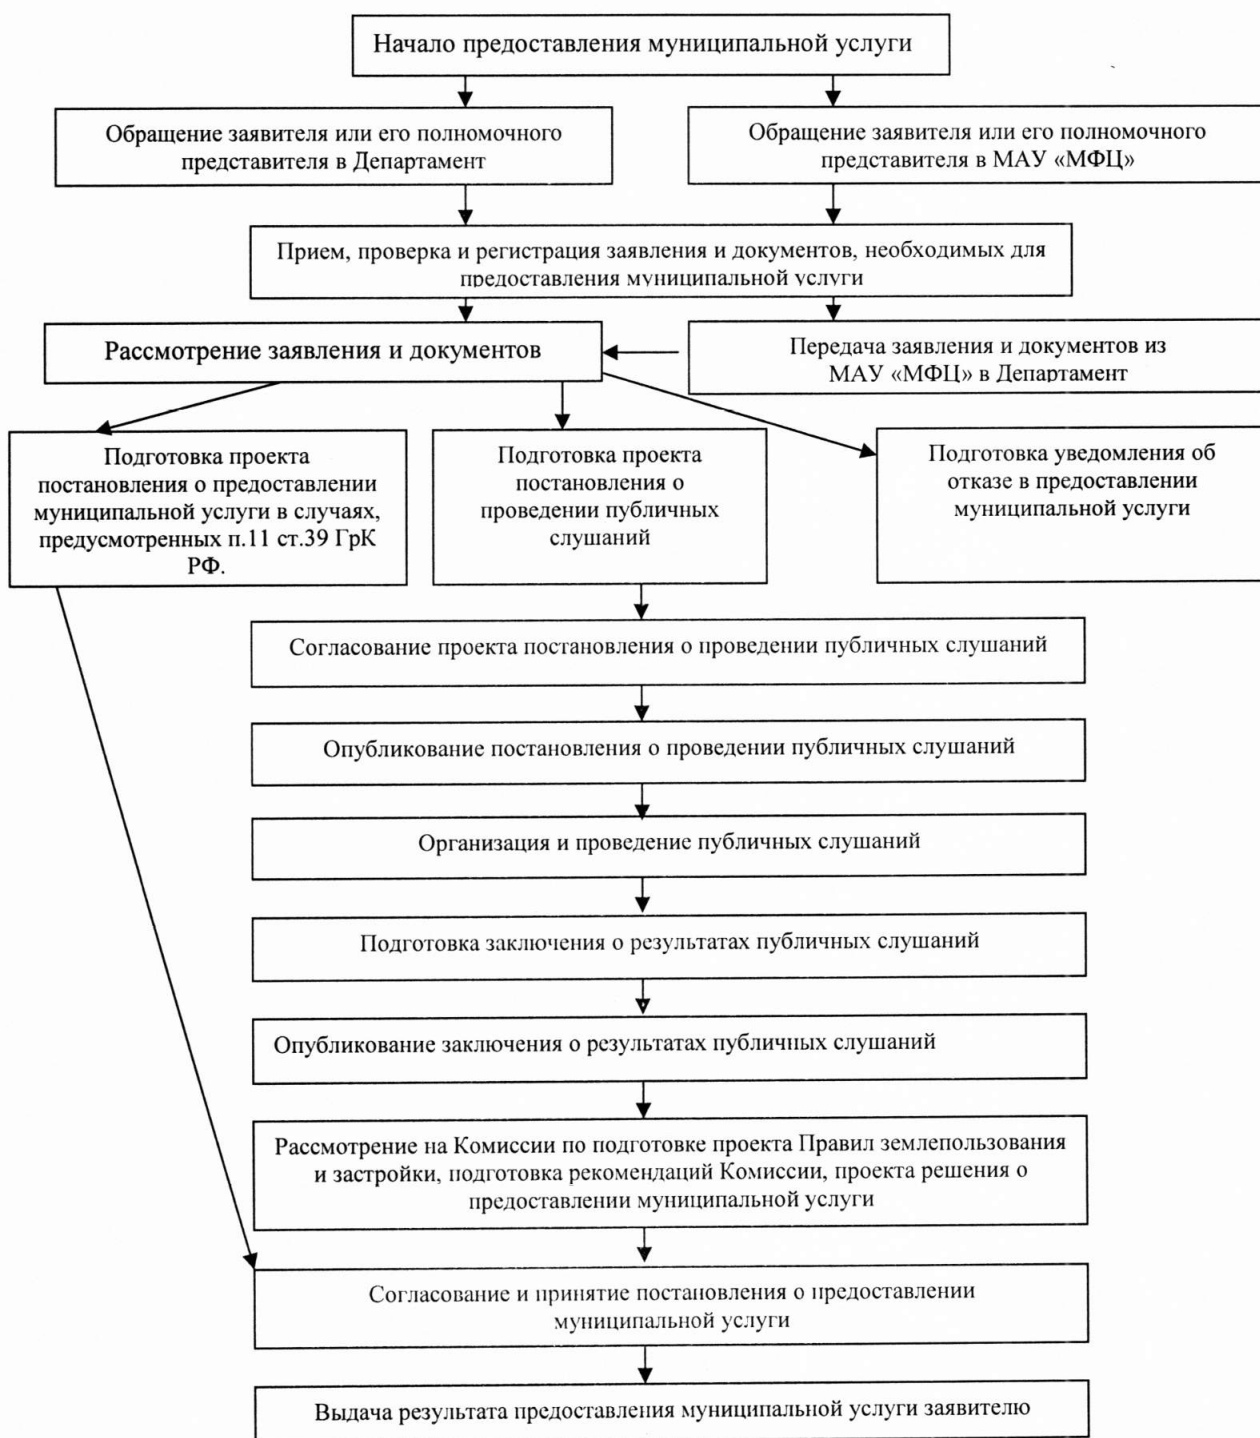 Начало предоставления муниципальной услуги
Обращение заявителя или его полномочного
представителя в Департамент
Обращение заявителя или его полномочного
представителя в МАУ «МФЦ»
Прием, проверка и регистрация заявления и документов, необходимых для
предоставления муниципальной услуги
Рассмотрение заявления и документов
Передача заявления и документов из
МАУ «МФЦ» в Департамент
Подготовка проекта
постановления о предоставлении
муниципальной услуги в случаях,
предусмотренных п.11 ст.39 ГрК
РФ.
Подготовка проекта
постановления о
проведении публичных
слушаний
Подготовка уведомления об
отказе в предоставлении
муниципальной услуги
Согласование проекта постановления о проведении публичных слушаний
Опубликование постановления о проведении публичных слушаний
Организация и проведение публичных слушаний
Подготовка заключения о результатах публичных слушаний
Опубликование заключения о результатах публичных слушаний
Рассмотрение на Комиссии по подготовке проекта Правил землепользования
и застройки, подготовка рекомендаций Комиссии, проекта решения о
предоставлении муниципальной услуги
Согласование и принятие постановления о предоставлении
муниципальной услуги
Выдача результата предоставления муниципальной услуги заявителю